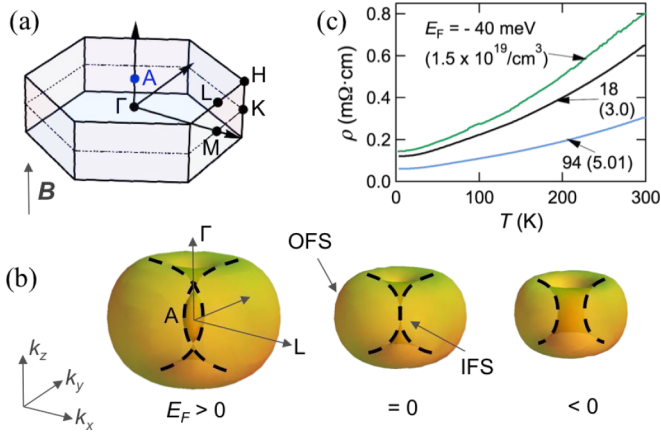 (a)
A
Γ
H
L
K
M
B
(c)
ρ (mΩ·cm)
0.8
0.6
0.4
0.2
0.0
E_F = - 40 meV
(1.5 x 10^19/cm^3)
18
(3.0)
94 (5.01)
0 100 200 300
T (K)
(b)
Γ
A
L
OFS
IFS
k_z
k_y
k_x
E_F > 0
= 0
< 0